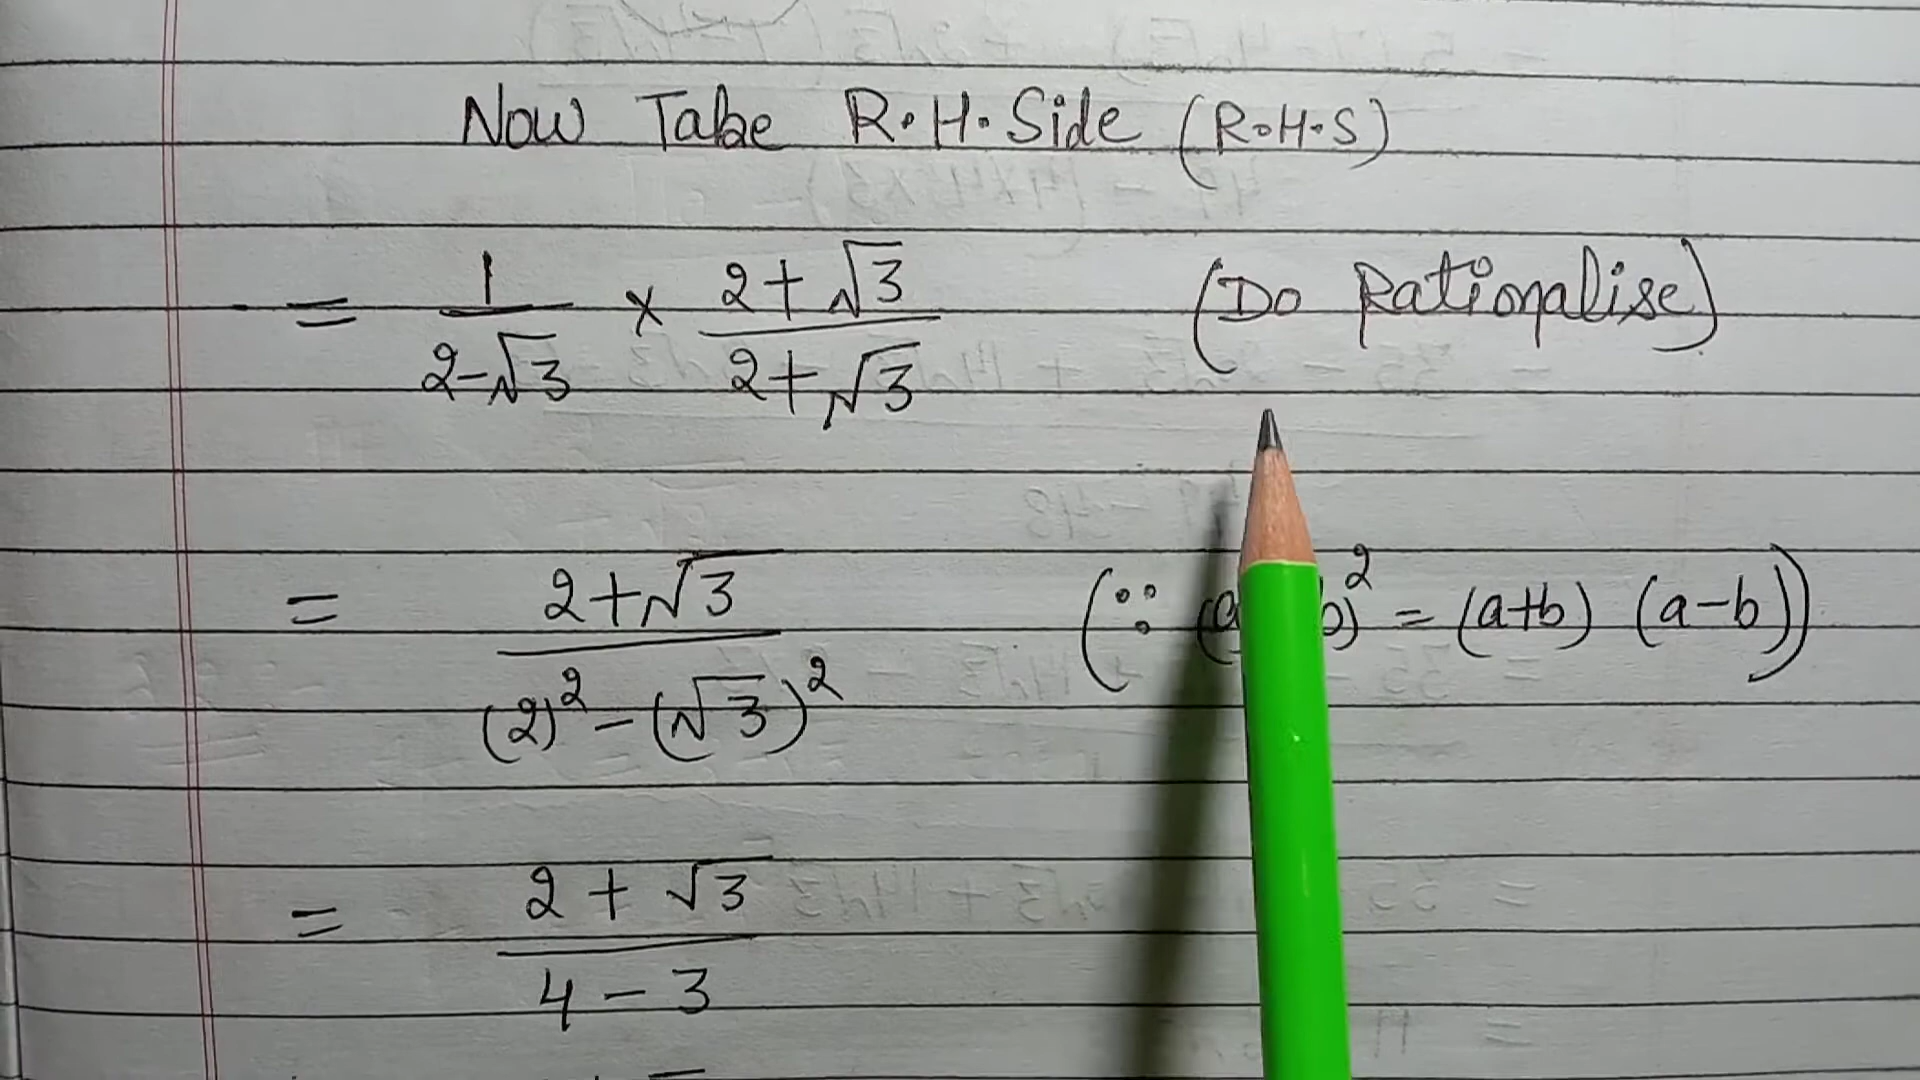 Now Take R.H.Side (R.H.S)
= 1/(2-√3) × (2+√3)/(2+√3) (Do Rationalise)
= (2+√3)/((2)² - (√3)²) (∵ (a b)² = (a+b) (a-b))
= (2 + √3)/(4 - 3)